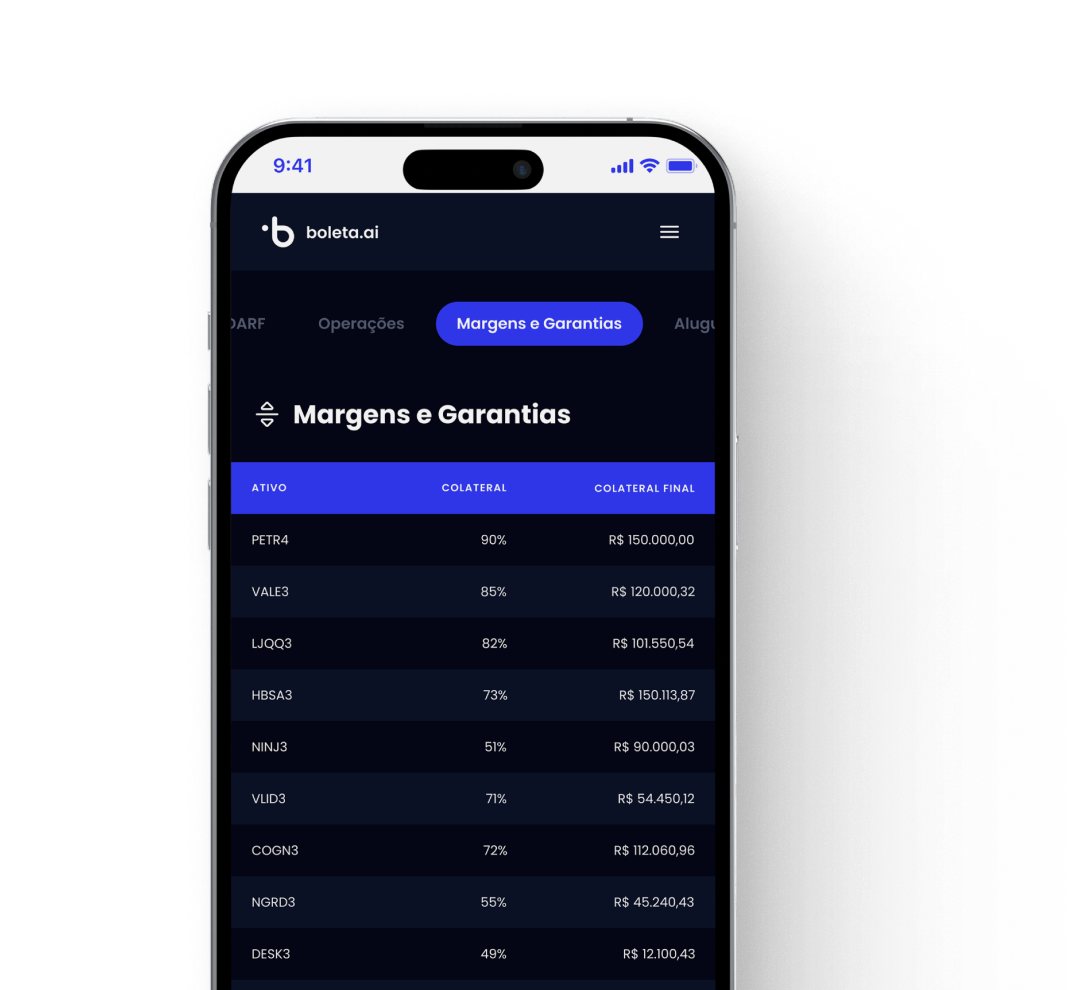 9:41
boleta.ai
DARF Operações Margens e Garantias Alugu
Margens e Garantias
ATIVO COLATERAL COLATERAL FINAL
PETR4 90% R$ 150.000,00
VALE3 85% R$ 120.000,32
LJQQ3 82% R$ 101.550,54
HBSA3 73% R$ 150.113,87
NINJ3 51% R$ 90.000,03
VLID3 71% R$ 54.450,12
COGN3 72% R$ 112.060,96
NGRD3 55% R$ 45.240,43
DESK3 49% R$ 12.100,43